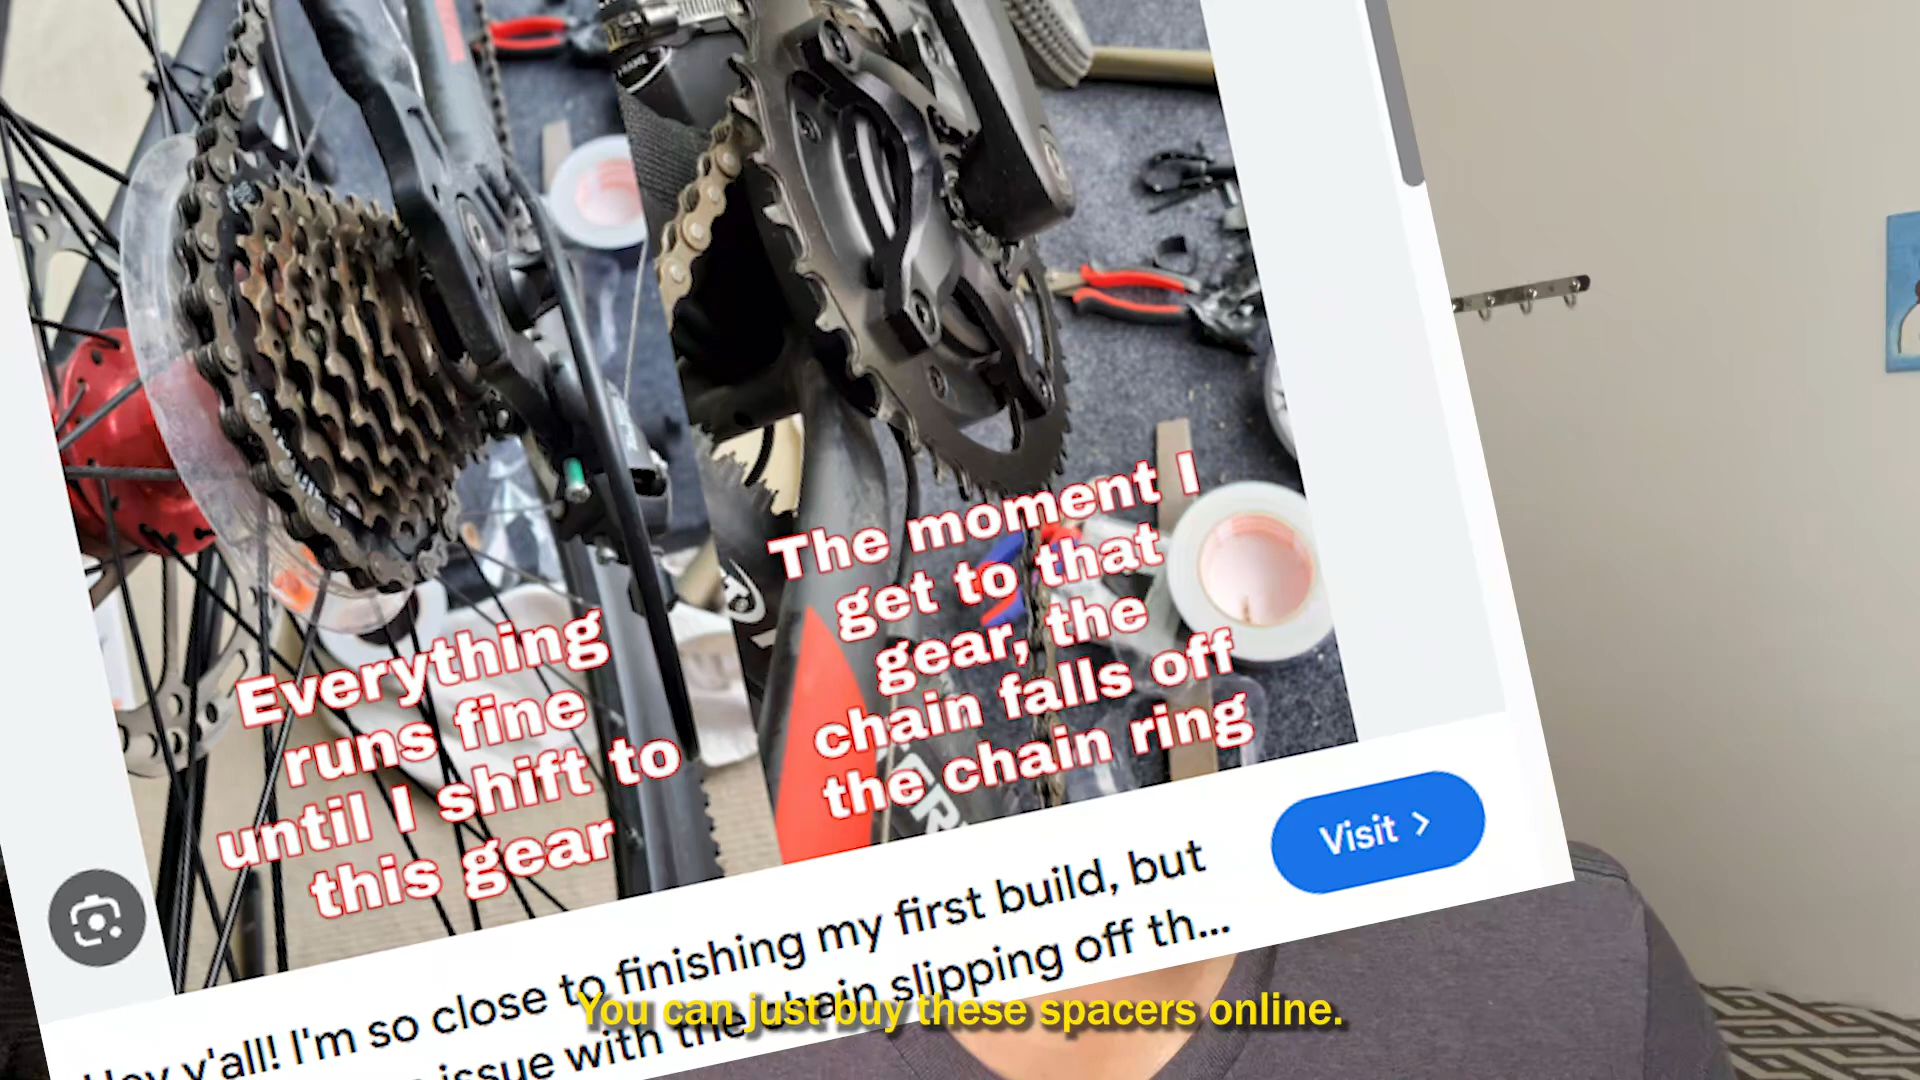 Everything
runs fine
until I shift to
this gear
The moment I
get to that
gear, the
chain falls off
the chain ring
Visit >
Hey y'all! I'm so close to finishing my first build, but
issue with the chain slipping off th...
You can just buy these spacers online.